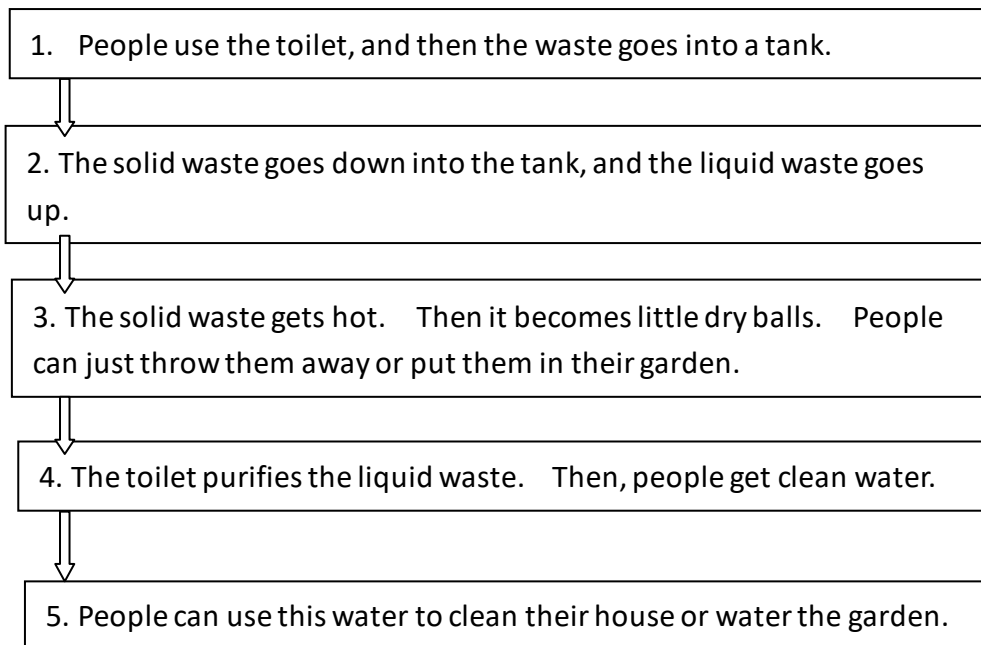 1. People use the toilet, and then the waste goes into a tank.
2. The solid waste goes down into the tank, and the liquid waste goes
up.
3. The solid waste gets hot. Then it becomes little dry balls. People
can just throw them away or put them in their garden.
4. The toilet purifies the liquid waste. Then, people get clean water.
5. People can use this water to clean their house or water the garden.